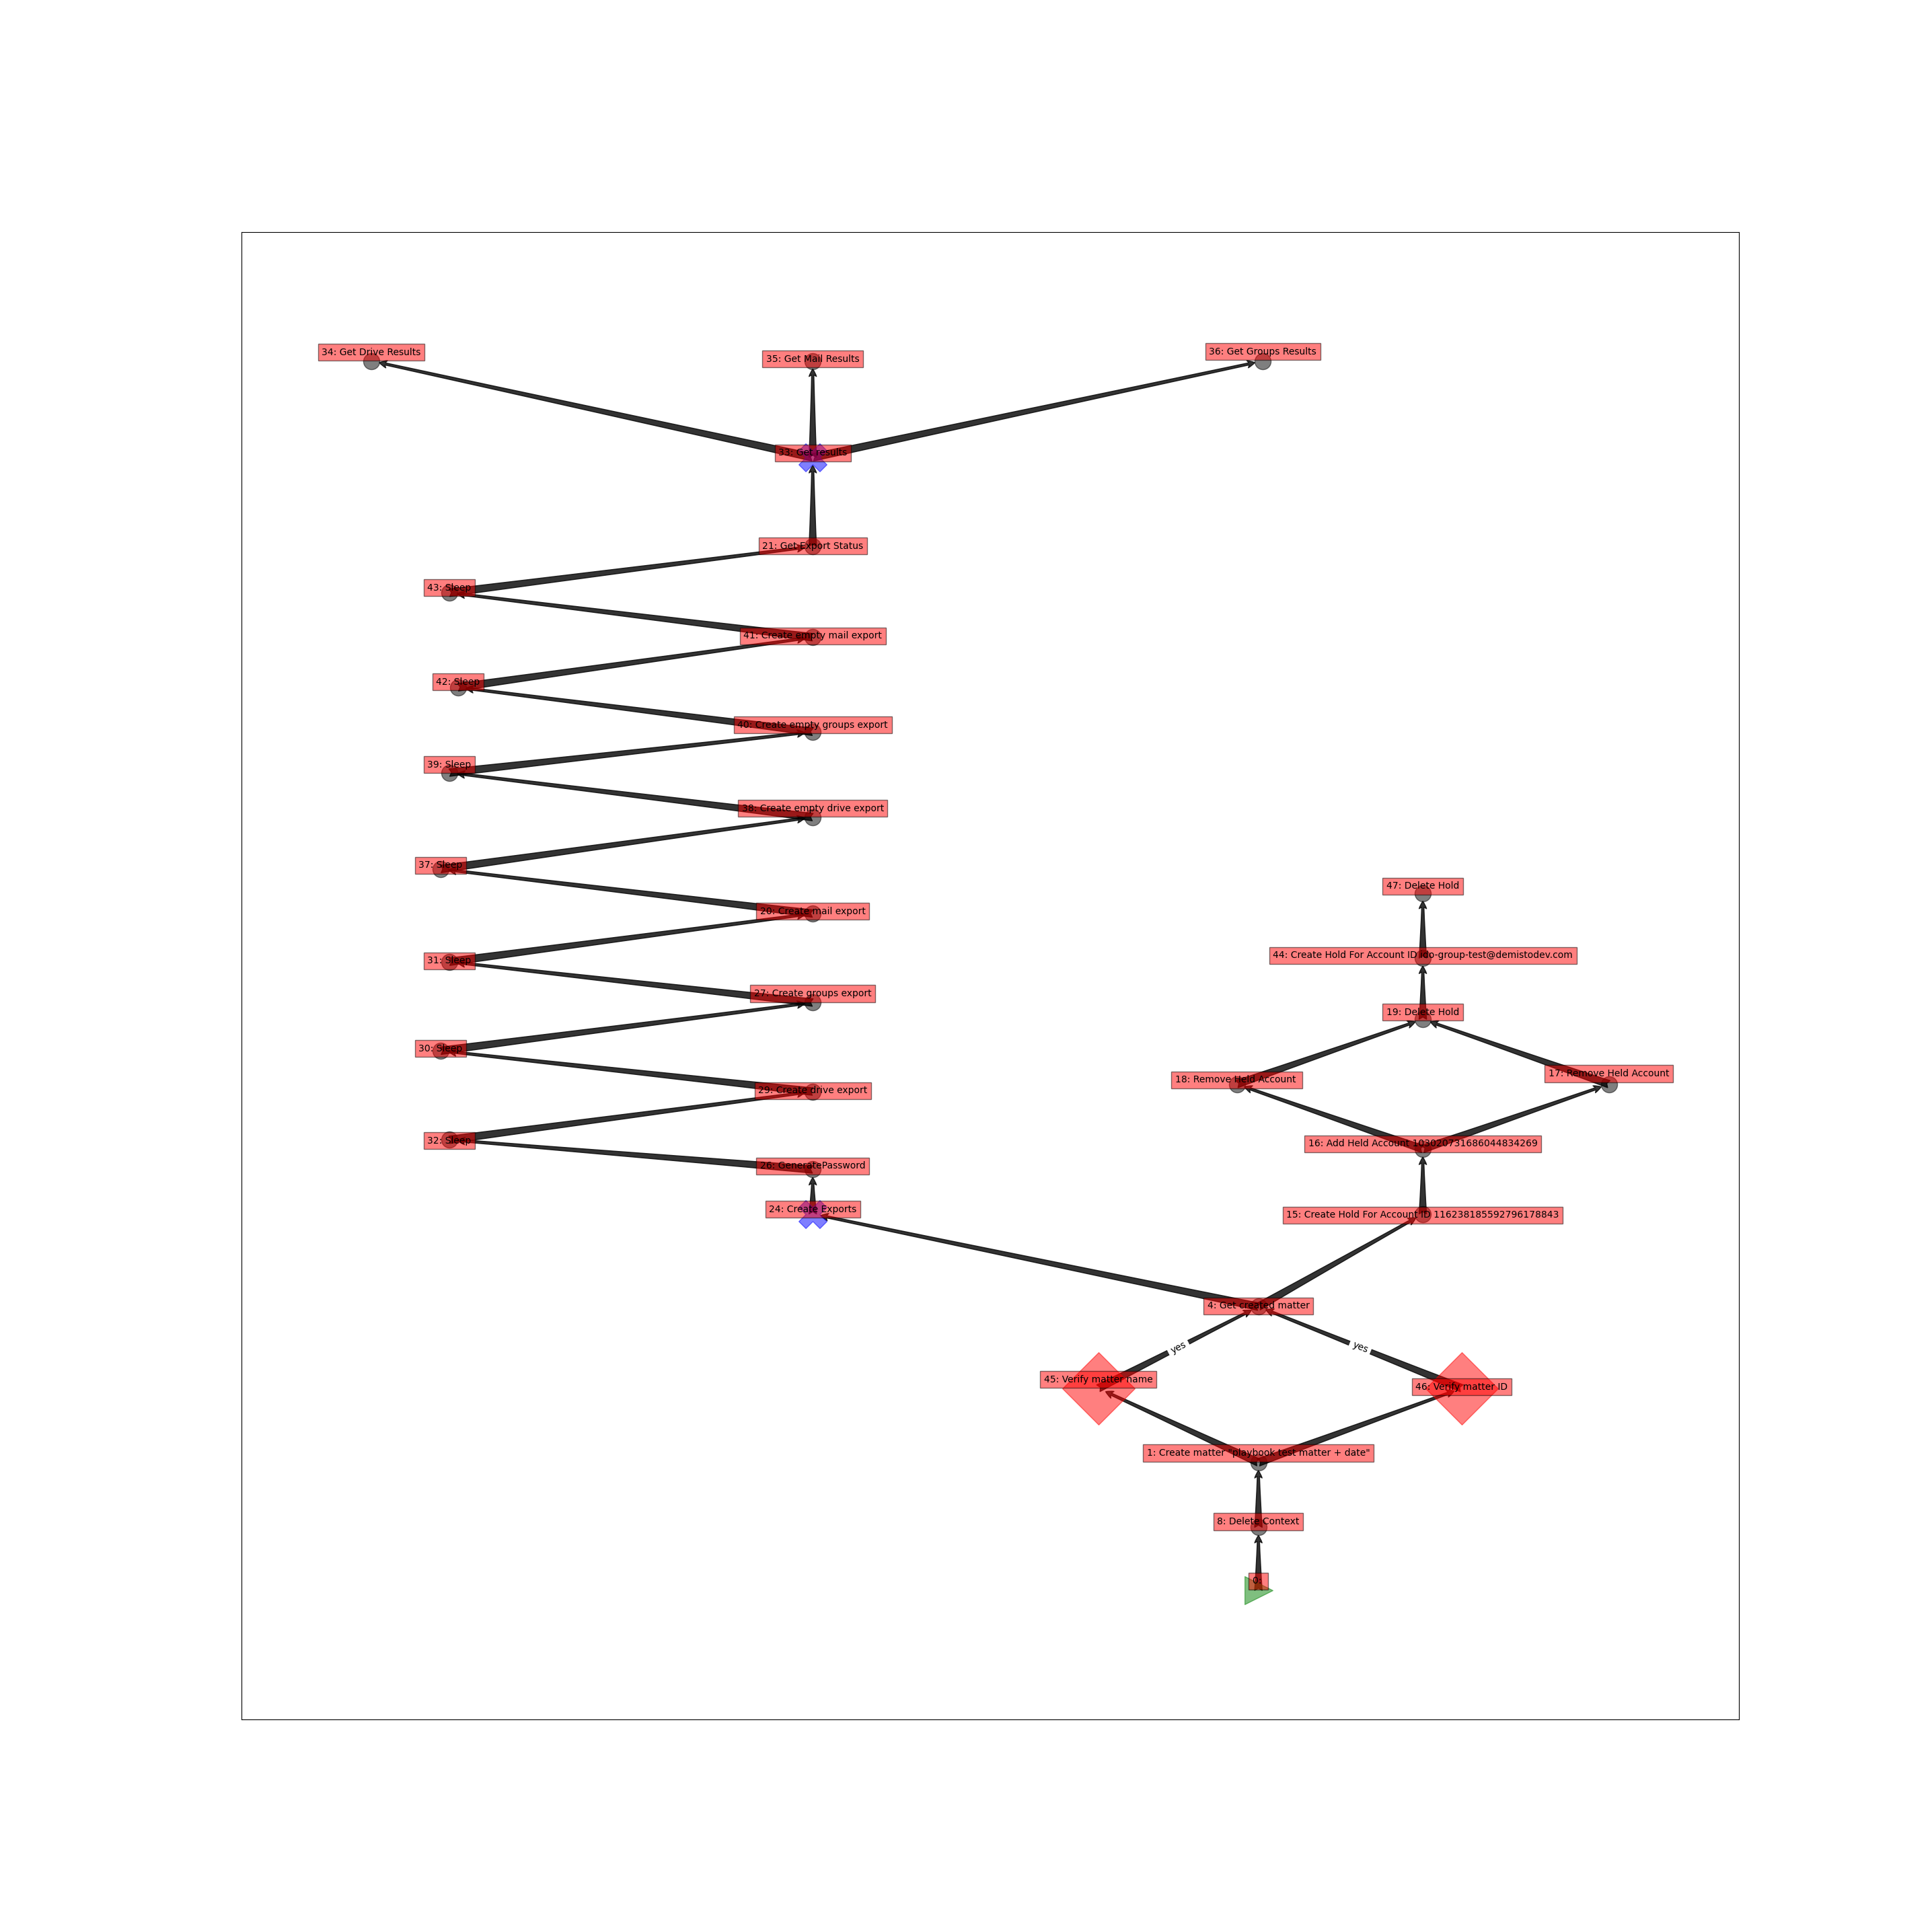 34: Get Drive Results
35: Get Mail Results
36: Get Groups Results
33: Get results
21: Get Export Status
43: Sleep
41: Create empty mail export
42: Sleep
40: Create empty groups export
39: Sleep
38: Create empty drive export
37: Sleep
47: Delete Hold
20: Create mail export
44: Create Hold For Account ID ldo-group-test@demistodev.com
31: Sleep
27: Create groups export
19: Delete Hold
30: Sleep
17: Remove Held Account
18: Remove Held Account
29: Create drive export
32: Sleep
16: Add Held Account 103020731686044834269
26: GeneratePassword
24: Create Exports
15: Create Hold For Account ID 116238185592796178843
4: Get created matter
yes
yes
45: Verify matter name
46: Verify matter ID
1: Create matter "playbook test matter + date"
8: Delete Context
0: